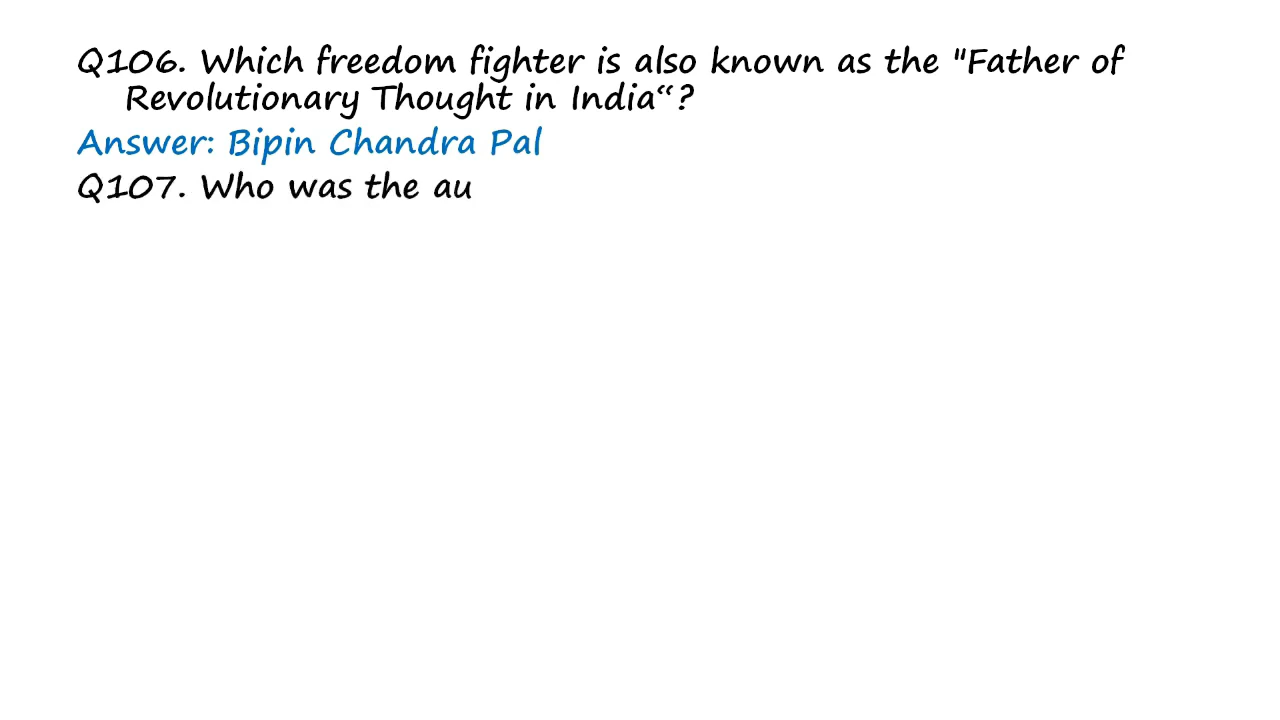 Q106. Which freedom fighter is also known as the "Father of
Revolutionary Thought in India“?
Answer: Bipin Chandra Pal
Q107. Who was the au